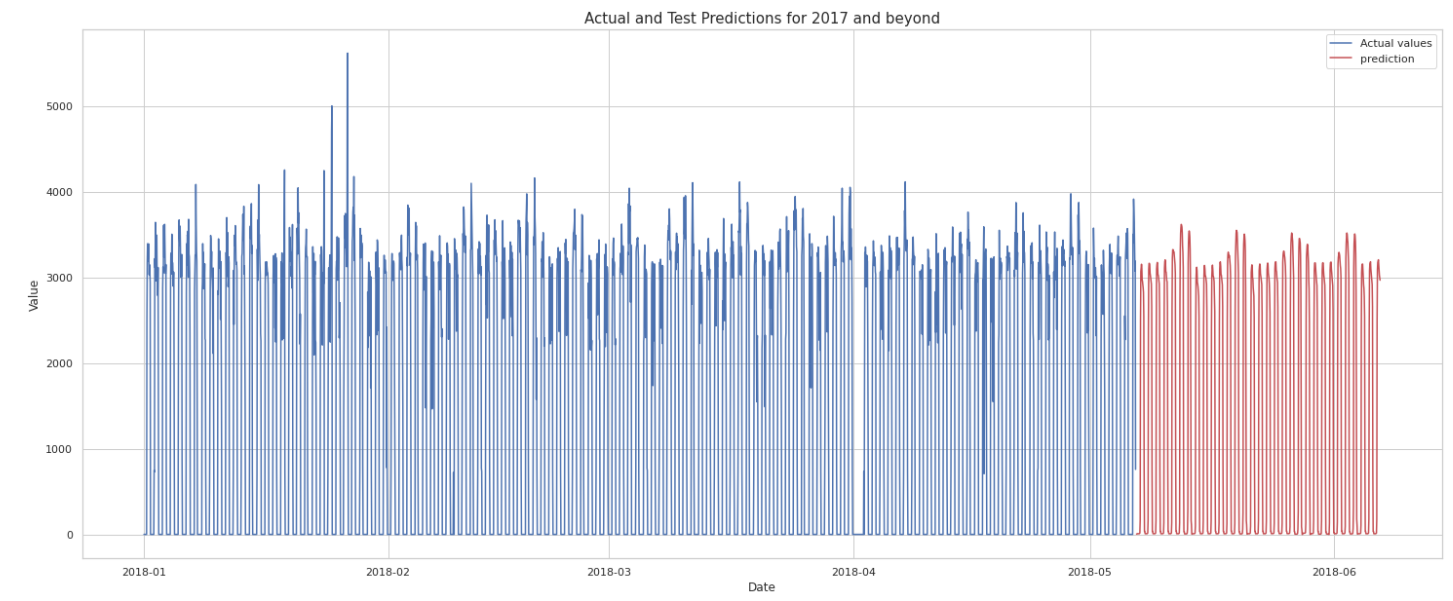 Actual and Test Predictions for 2017 and beyond
Actual values
prediction
5000
4000
3000
2000
1000
0
Value
2018-01
2018-02
2018-03
2018-04
2018-05
2018-06
Date